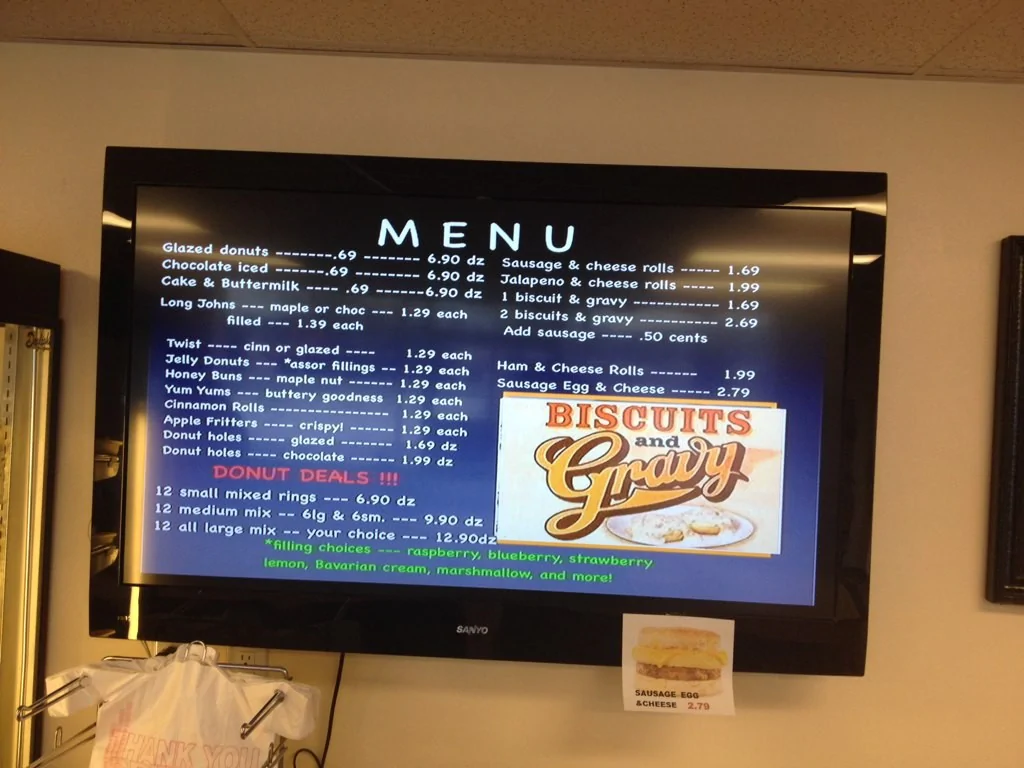 MENU
Glazed donuts -------.69 -------- 6.90 dz
Chocolate iced -------.69 -------- 6.90 dz
Cake & Buttermilk ---- .69 -------6.90 dz
Long Johns --- maple or choc --- 1.29 each
filled --- 1.39 each
Twist ---- cinn or glazed ---- 1.29 each
Jelly Donuts --- *assor fillings -- 1.29 each
Honey Buns --- maple nut ------ 1.29 each
Yum Yums --- buttery goodness 1.29 each
Cinnamon Rolls ---------------- 1.29 each
Apple Fritters ---- crispy! ------ 1.29 each
Donut holes ----- glazed ------- 1.69 dz
Donut holes ---- chocolate ---- 1.99 dz
DONUT DEALS !!!
12 small mixed rings --- 6.90 dz
12 medium mix -- 6lg & 6sm. --- 9.90 dz
12 all large mix -- your choice --- 12.90dz
*filling choices --- raspberry, blueberry, strawberry
lemon, Bavarian cream, marshmallow, and more!
Sausage & cheese rolls ----- 1.69
Jalapeno & cheese rolls ---- 1.99
1 biscuit & gravy ----------- 1.69
2 biscuits & gravy ---------- 2.69
Add sausage ---- .50 cents
Ham & Cheese Rolls ------ 1.99
Sausage Egg & Cheese ----- 2.79
BISCUITS
and
Gravy
SANYO
SAUSAGE EGG
&CHEESE 2.79
THANK YOU